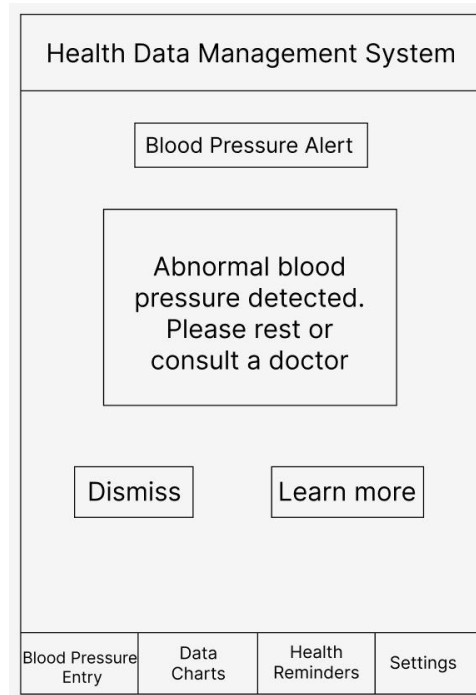 Health Data Management System
Blood Pressure Alert
Abnormal blood
pressure detected.
Please rest or
consult a doctor
Dismiss
Learn more
Blood Pressure
Entry
Data
Charts
Health
Reminders
Settings